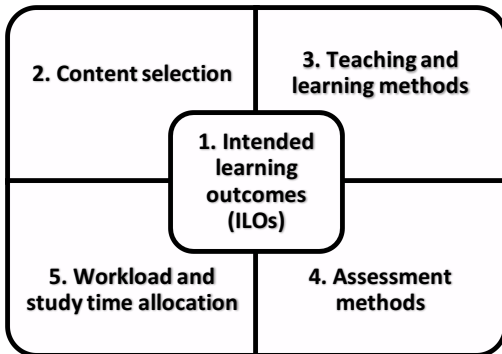 2. Content selection
3. Teaching and
learning methods
1. Intended
learning
outcomes
(ILOs)
5. Workload and
study time allocation
4. Assessment
methods